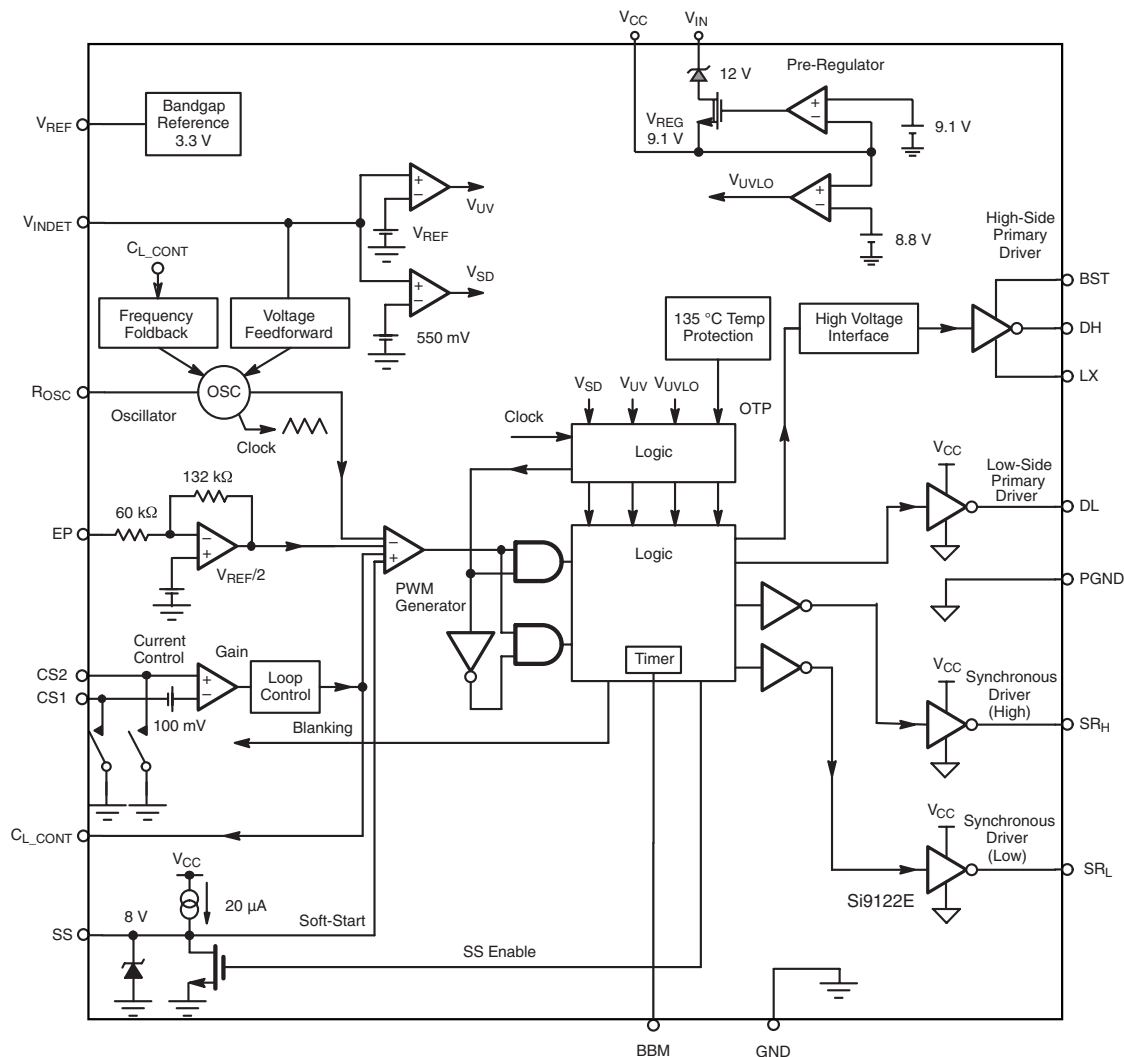 VCC
VIN
12 V
Pre-Regulator
VREG
9.1 V
9.1 V
VREF
Bandgap
Reference
3.3 V
VUVLO
8.8 V
VINDET
VUV
VREF
VSD
550 mV
CL_CONT
Frequency
Foldback
Voltage
Feedforward
High-Side
Primary
Driver
BST
DH
LX
135 °C Temp
Protection
High Voltage
Interface
ROSC
OSC
Oscillator
Clock
VSD
VUV
VUVLO
OTP
Clock
Logic
132 kΩ
60 kΩ
EP
VREF/2
PWM
Generator
Logic
Timer
VCC
Low-Side
Primary
Driver
DL
PGND
Current
Control
Gain
CS2
CS1
100 mV
Loop
Control
Blanking
VCC
Synchronous
Driver
(High)
SRH
CL_CONT
VCC
Synchronous
Driver
(Low)
SRL
Si9122E
VCC
20 µA
8 V
Soft-Start
SS
SS Enable
BBM
GND